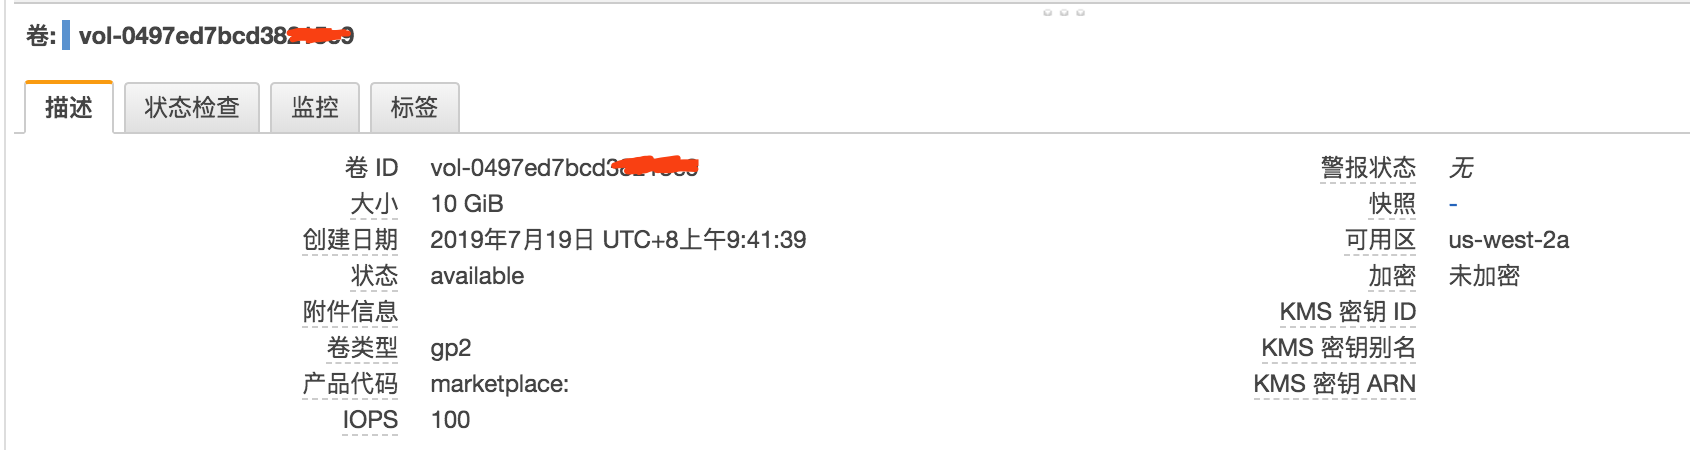 卷: vol-0497ed7bcd38
描述 状态检查 监控 标签
卷 ID vol-0497ed7bcd3 警报状态 无
大小 10 GiB 快照 -
创建日期 2019年7月19日 UTC+8上午9:41:39 可用区 us-west-2a
状态 available 加密 未加密
附件信息 KMS 密钥 ID
卷类型 gp2 KMS 密钥别名
产品代码 marketplace: KMS 密钥 ARN
IOPS 100